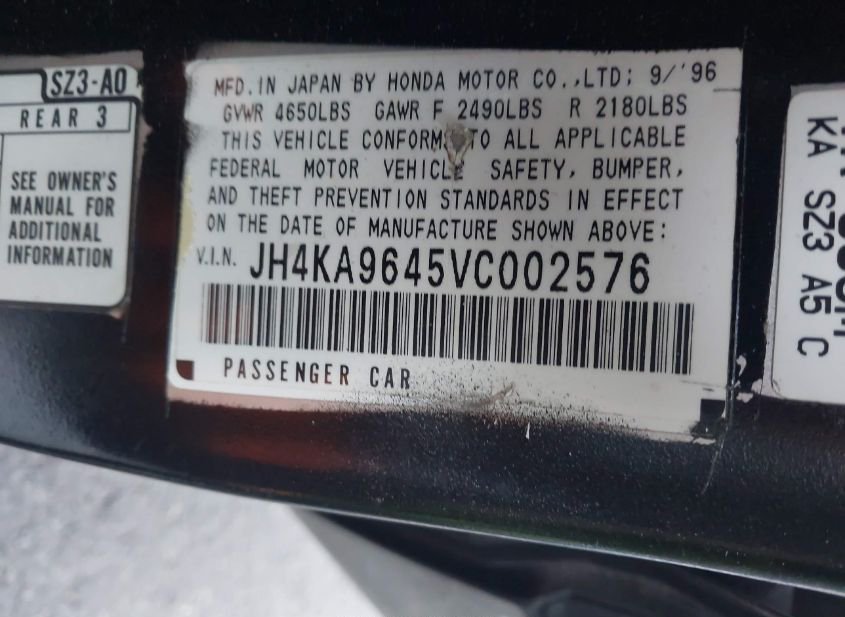 SZ3-A0
REAR 3
SEE OWNER'S
MANUAL FOR
ADDITIONAL
INFORMATION
MFD.IN JAPAN BY HONDA MOTOR CO.,LTD; 9/'96
GVWR 4650LBS GAWR F 2490LBS R 2180LBS
THIS VEHICLE CONFORM TO ALL APPLICABLE
FEDERAL MOTOR VEHICLE SAFETY, BUMPER,
AND THEFT PREVENTION STANDARDS IN EFFECT
ON THE DATE OF MANUFACTURE SHOWN ABOVE:
V.I.N. JH4KA9645VC002576
PASSENGER CAR
KA SZ3 A5 C